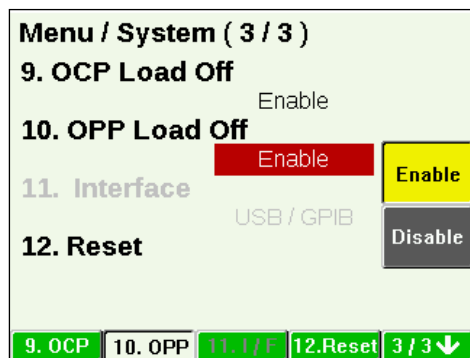 Menu / System ( 3 / 3 )
9. OCP Load Off
Enable
10. OPP Load Off
Enable
Enable
11. Interface
USB / GPIB
Disable
12. Reset
9. OCP 10. OPP 11. I / F 12.Reset 3 / 3